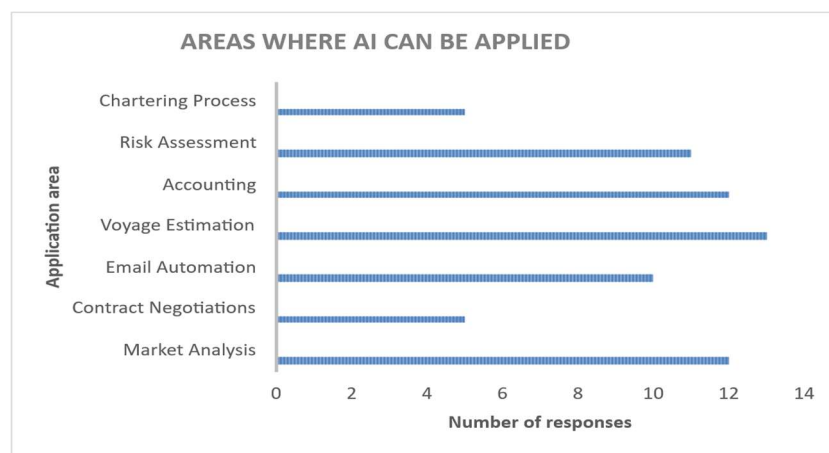 AREAS WHERE AI CAN BE APPLIED
Application area
Chartering Process
Risk Assessment
Accounting
Voyage Estimation
Email Automation
Contract Negotiations
Market Analysis
0 2 4 6 8 10 12 14
Number of responses